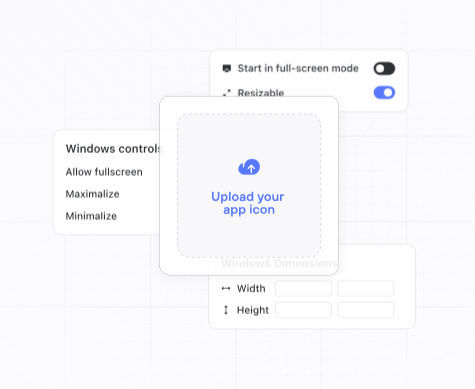 Start in full-screen mode
Resizable
Windows controls
Allow fullscreen
Maximalize
Minimalize
Upload your
app icon
Windows Dimensions
Width
Height